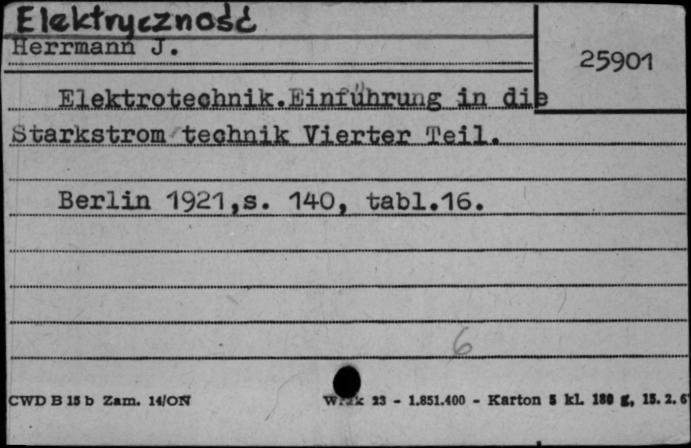 Elektryczność
Herrmann J.
25901
Elektrotechnik.Einführung in die
Starkstrom technik Vierter Teil.
Berlin 1921,s. 140, tabl.16.
6
CWD B 15 b Zam. 14/ON
23 - 1.851.400 - Karton 5 kl. 180 g, 15. 2. 6